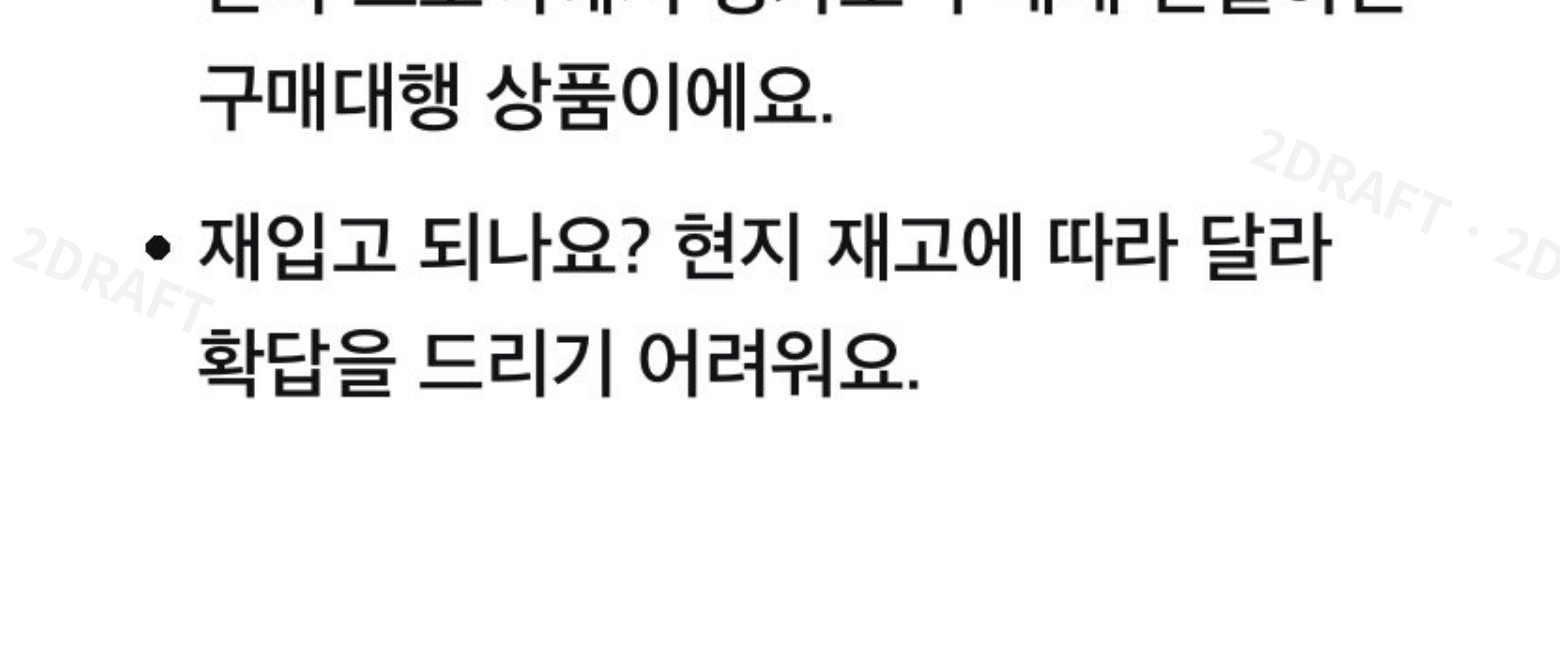 구매대행 상품이에요.
• 재입고 되나요? 현지 재고에 따라 달라
확답을 드리기 어려워요.
2DRAFT
2DRAFT · 2D